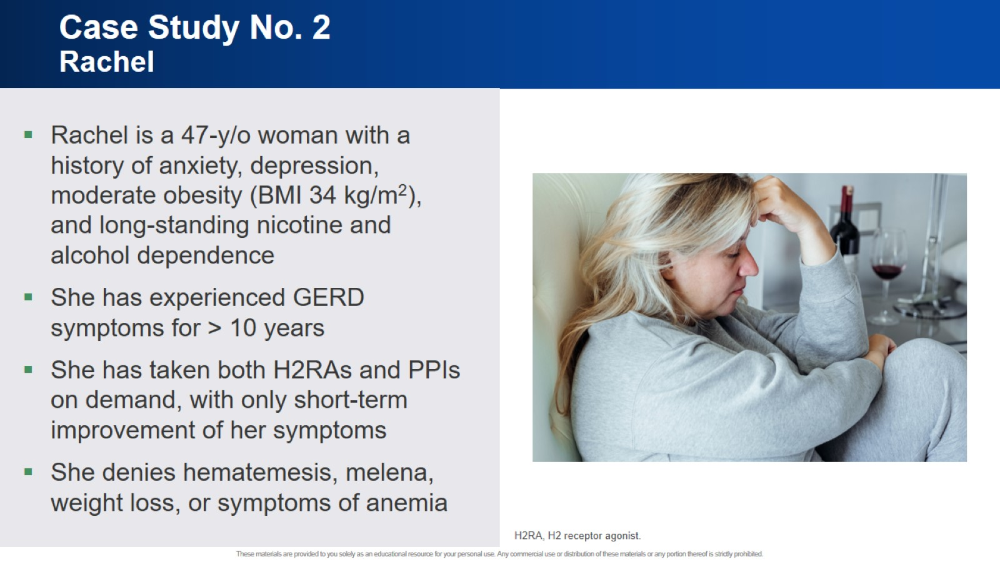 Case Study No. 2
Rachel
▪ Rachel is a 47-y/o woman with a
history of anxiety, depression,
moderate obesity (BMI 34 kg/m²),
and long-standing nicotine and
alcohol dependence
▪ She has experienced GERD
symptoms for > 10 years
▪ She has taken both H2RAs and PPIs
on demand, with only short-term
improvement of her symptoms
▪ She denies hematemesis, melena,
weight loss, or symptoms of anemia
H2RA, H2 receptor agonist.
These materials are provided to you solely as an educational resource for your personal use. Any commercial use or distribution of these materials or any portion thereof is strictly prohibited.